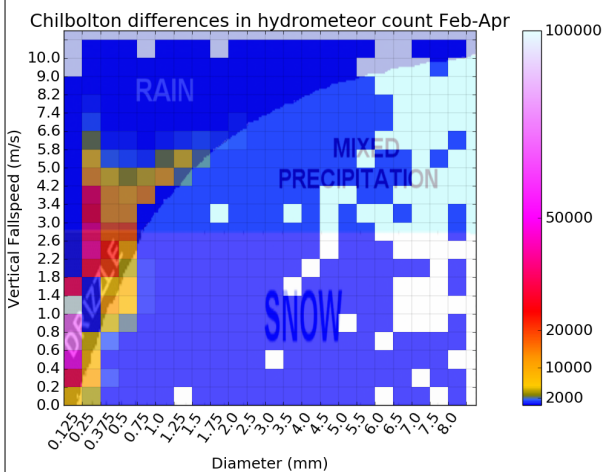 Chilbolton differences in hydrometeor count Feb-Apr
Vertical Fallspeed (m/s)
10.0
9.0
8.2
7.4
6.6
5.8
5.0
4.2
3.4
3.0
2.6
2.2
1.8
1.4
1.0
0.8
0.6
0.4
0.2
0.0
RAIN
MIXED
PRECIPITATION
DRIZZLE
SNOW
0.125 0.25 0.375 0.5 0.75 1.0 1.25 1.5 1.75 2.0 2.5 3.0 3.5 4.0 4.5 5.0 5.5 6.0 6.5 7.0 7.5 8.0
Diameter (mm)
100000
50000
20000
10000
2000